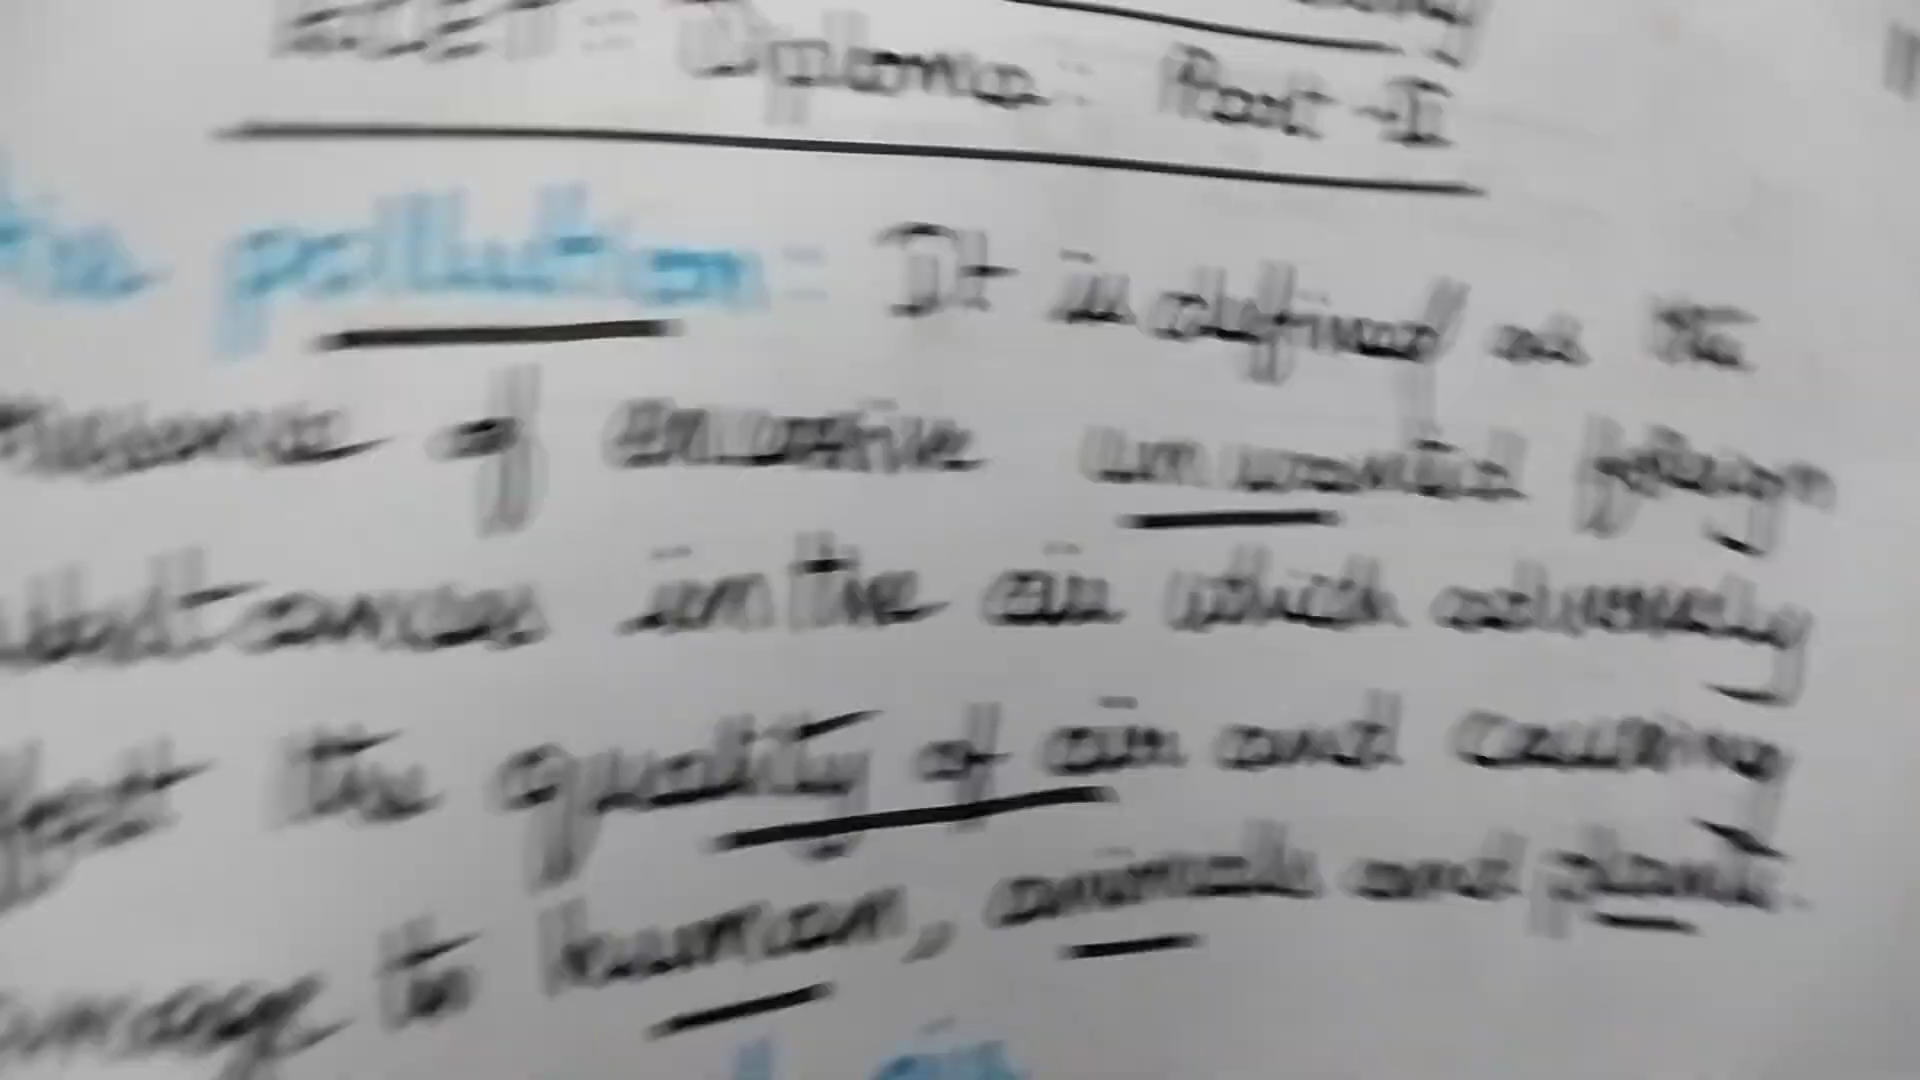 Diploma: Part-I
Air pollution = It is defined as the
presence of excessive unwanted foreign
substances in the air which adversely
affect the quality of air and causing
damage to human, animals and plants.